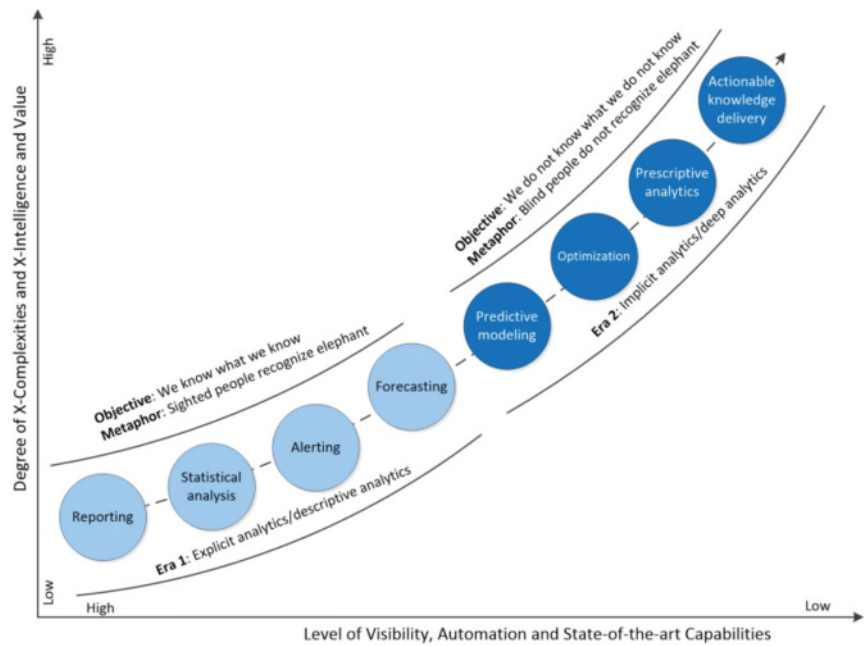 High
Degree of X-Complexities and X-Intelligence and Value
Low
Objective: We do not know what we do not know
Metaphor: Blind people do not recognize elephant
Actionable
knowledge
delivery
Prescriptive
analytics
Optimization
Predictive
modeling
Era 2: Implicit analytics/deep analytics
Objective: We know what we know
Metaphor: Sighted people recognize elephant
Forecasting
Alerting
Statistical
analysis
Reporting
Era 1: Explicit analytics/descriptive analytics
High
Low
Level of Visibility, Automation and State-of-the-art Capabilities